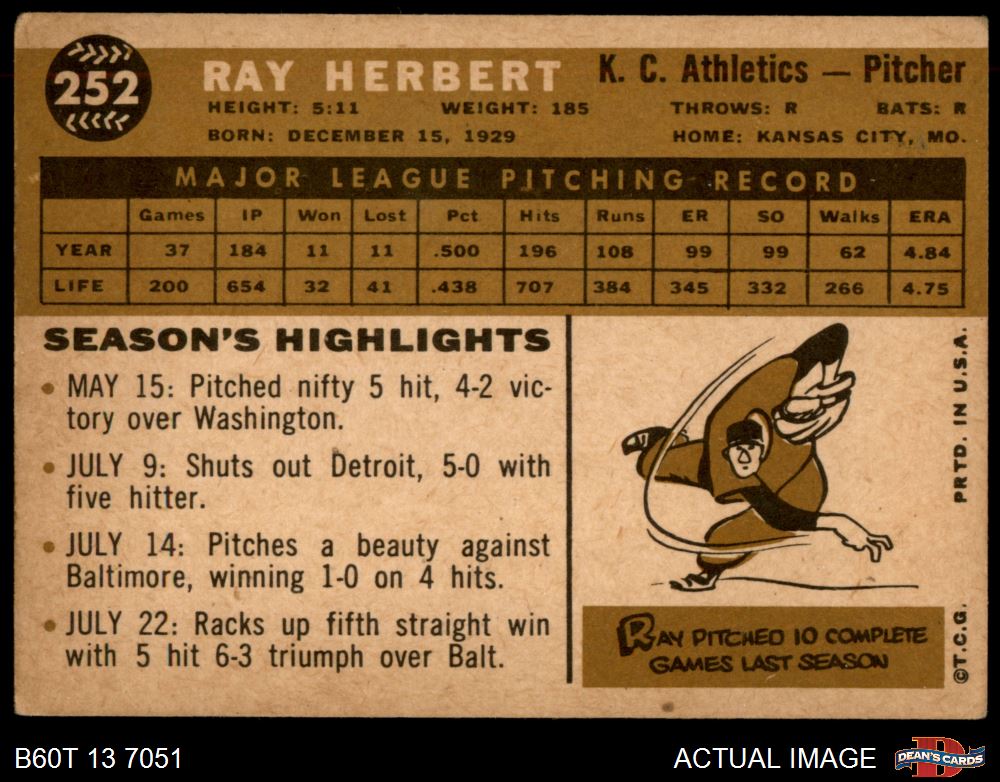 252
RAY HERBERT
K. C. Athletics — Pitcher
HEIGHT: 5:11 WEIGHT: 185 THROWS: R BATS: R
BORN: DECEMBER 15, 1929 HOME: KANSAS CITY, MO.
MAJOR LEAGUE PITCHING RECORD
Games IP Won Lost Pct Hits Runs ER SO Walks ERA
YEAR 37 184 11 11 .500 196 108 99 99 62 4.84
LIFE 200 654 32 41 .438 707 384 345 332 266 4.75
SEASON'S HIGHLIGHTS
• MAY 15: Pitched nifty 5 hit, 4-2 vic-
tory over Washington.
• JULY 9: Shuts out Detroit, 5-0 with
five hitter.
• JULY 14: Pitches a beauty against
Baltimore, winning 1-0 on 4 hits.
• JULY 22: Racks up fifth straight win
with 5 hit 6-3 triumph over Balt.
RAY PITCHED 10 COMPLETE
GAMES LAST SEASON
©T.C.G. PRTD. IN U.S.A.
B60T 13 7051
ACTUAL IMAGE
D
DEAN'S CARDS